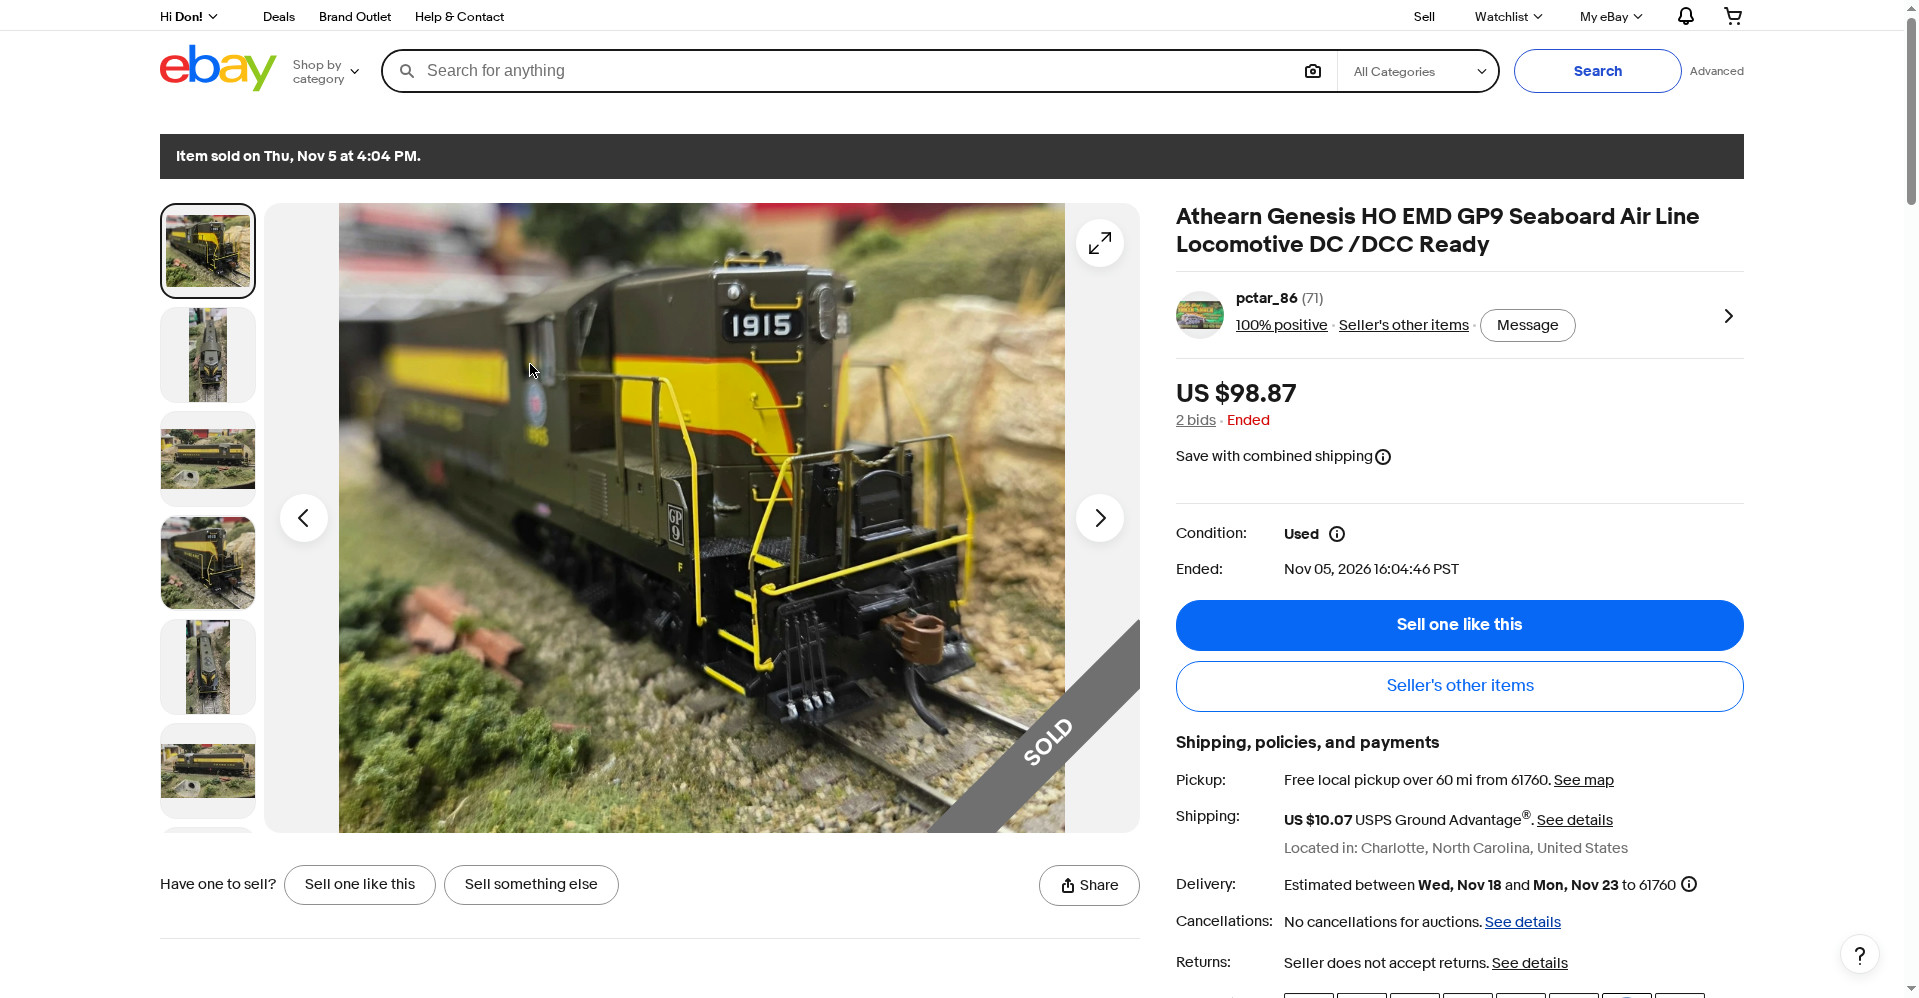 Hi Don!
Deals
Brand Outlet
Help & Contact
Sell
Watchlist
My eBay
ebay
Shop by category
Search for anything
All Categories
Search
Advanced
Item sold on Thu, Nov 5 at 4:04 PM.
1915
GP
9
F
SOLD
Athearn Genesis HO EMD GP9 Seaboard Air Line
Locomotive DC /DCC Ready
pctar_86 (71)
100% positive · Seller's other items · Message
US $98.87
2 bids · Ended
Save with combined shipping
Condition: Used
Ended: Nov 05, 2026 16:04:46 PST
Sell one like this
Seller's other items
Shipping, policies, and payments
Pickup: Free local pickup over 60 mi from 61760. See map
Shipping: US $10.07 USPS Ground Advantage®. See details
Located in: Charlotte, North Carolina, United States
Delivery: Estimated between Wed, Nov 18 and Mon, Nov 23 to 61760
Cancellations: No cancellations for auctions. See details
Returns: Seller does not accept returns. See details
Have one to sell? Sell one like this Sell something else
Share
?